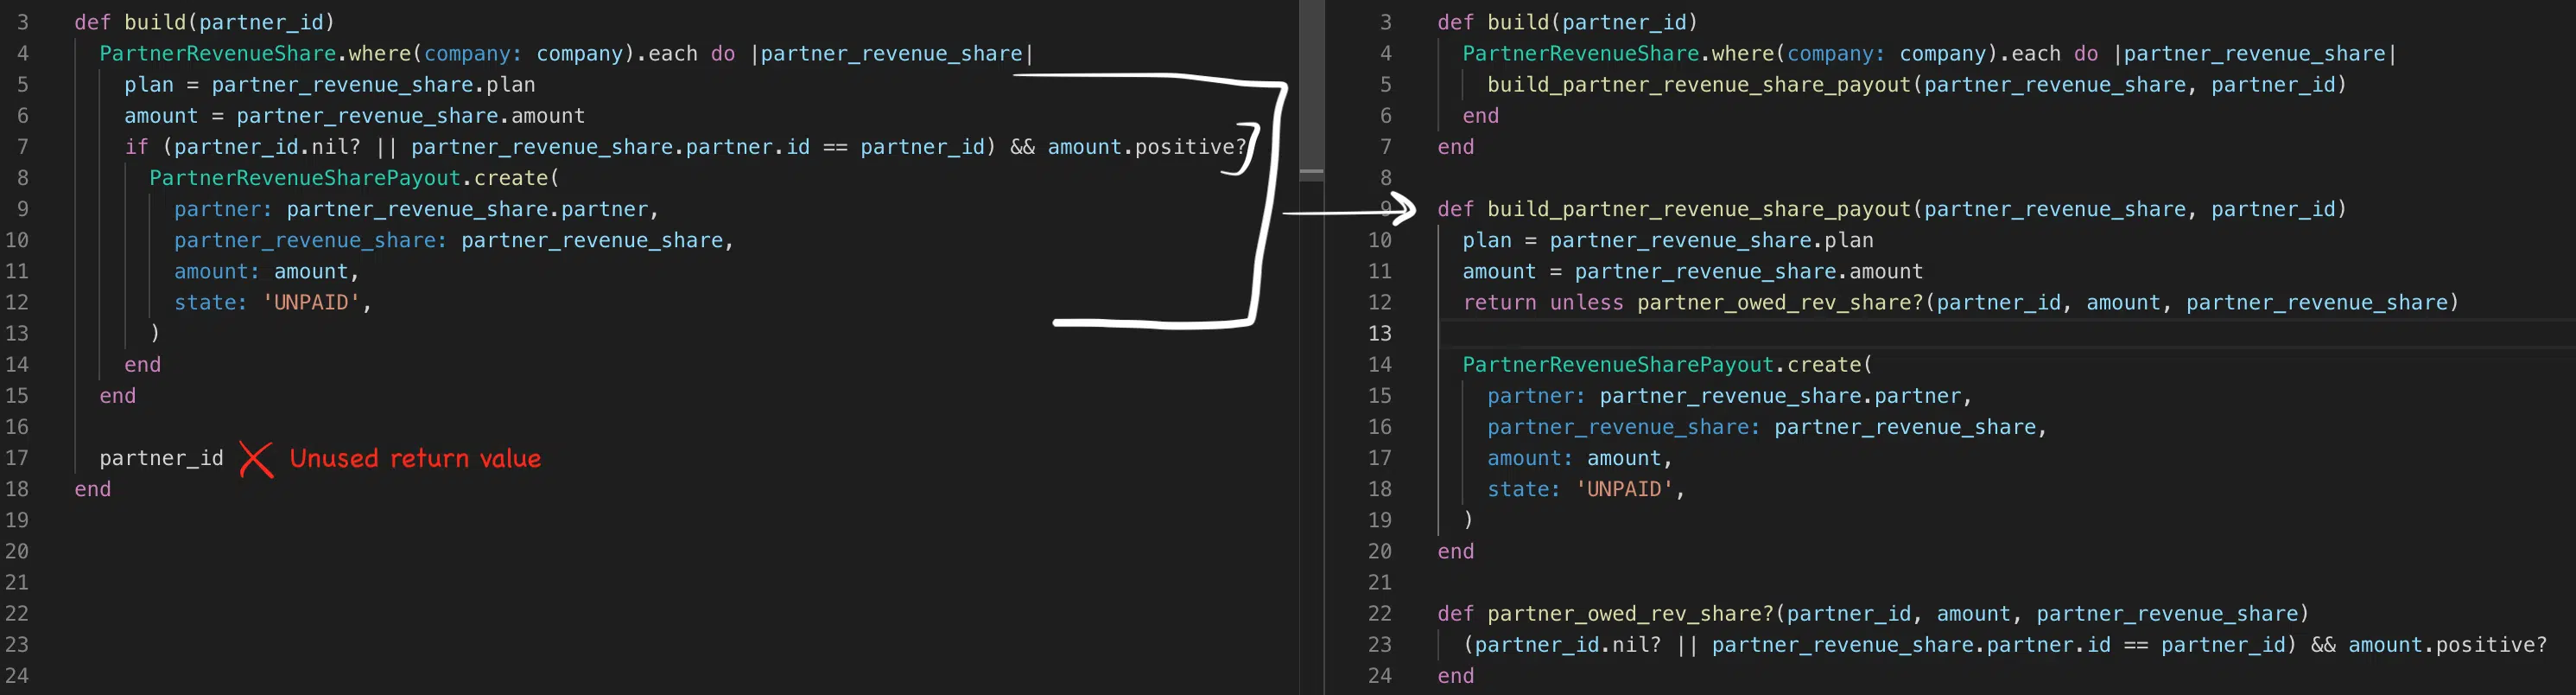 3 def build(partner_id)
4 PartnerRevenueShare.where(company: company).each do |partner_revenue_share|
5 plan = partner_revenue_share.plan
6 amount = partner_revenue_share.amount
7 if (partner_id.nil? || partner_revenue_share.partner.id == partner_id) && amount.positive?
8 PartnerRevenueSharePayout.create(
9 partner: partner_revenue_share.partner,
10 partner_revenue_share: partner_revenue_share,
11 amount: amount,
12 state: 'UNPAID',
13 )
14 end
15 end
16
17 partner_id Unused return value
18 end
19
20
21
22
23
24
3 def build(partner_id)
4 PartnerRevenueShare.where(company: company).each do |partner_revenue_share|
5 build_partner_revenue_share_payout(partner_revenue_share, partner_id)
6 end
7 end
8
9 def build_partner_revenue_share_payout(partner_revenue_share, partner_id)
10 plan = partner_revenue_share.plan
11 amount = partner_revenue_share.amount
12 return unless partner_owed_rev_share?(partner_id, amount, partner_revenue_share)
13
14 PartnerRevenueSharePayout.create(
15 partner: partner_revenue_share.partner,
16 partner_revenue_share: partner_revenue_share,
17 amount: amount,
18 state: 'UNPAID',
19 )
20 end
21
22 def partner_owed_rev_share?(partner_id, amount, partner_revenue_share)
23 (partner_id.nil? || partner_revenue_share.partner.id == partner_id) && amount.positive?
24 end